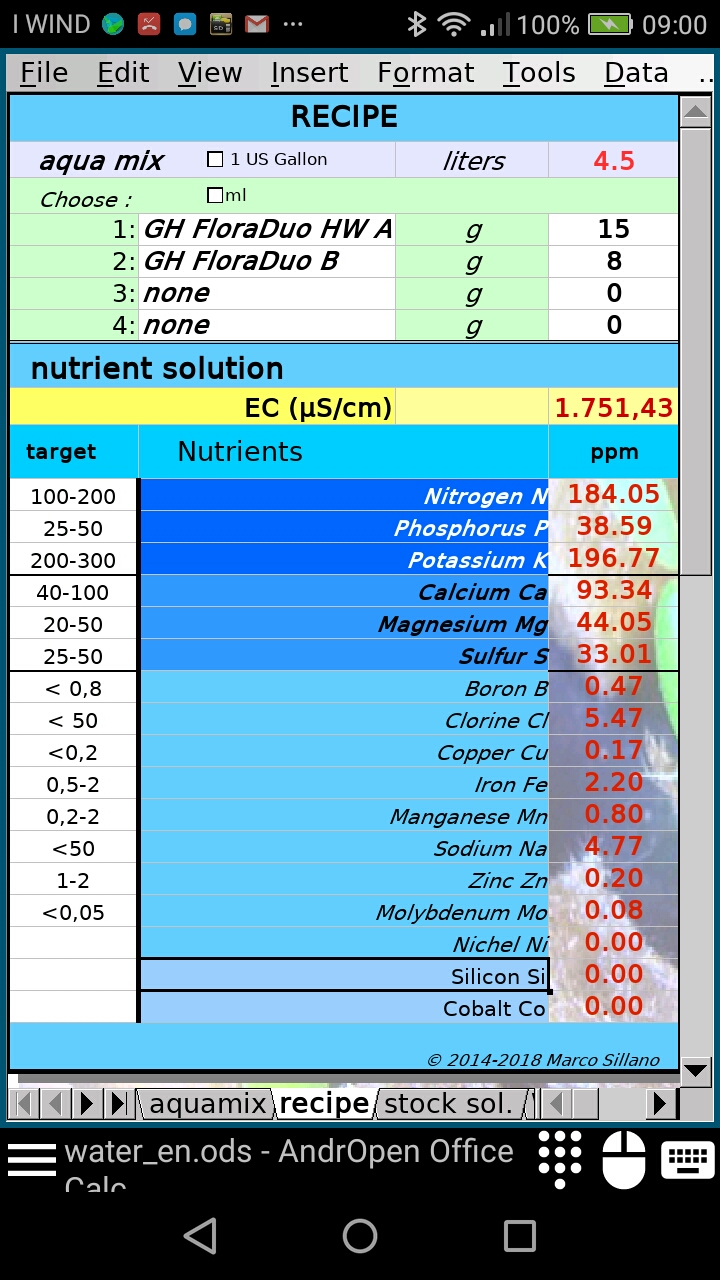 I WIND ... 100% 09:00
File Edit View Insert Format Tools Data ..
RECIPE
aqua mix 1 US Gallon liters 4.5
Choose : ml
1: GH FloraDuo HW A g 15
2: GH FloraDuo B g 8
3: none g 0
4: none g 0
nutrient solution
EC (µS/cm) 1.751,43
target Nutrients ppm
100-200 Nitrogen N 184.05
25-50 Phosphorus P 38.59
200-300 Potassium K 196.77
40-100 Calcium Ca 93.34
20-50 Magnesium Mg 44.05
25-50 Sulfur S 33.01
< 0,8 Boron B 0.47
< 50 Clorine Cl 5.47
<0,2 Copper Cu 0.17
0,5-2 Iron Fe 2.20
0,2-2 Manganese Mn 0.80
<50 Sodium Na 4.77
1-2 Zinc Zn 0.20
<0,05 Molybdenum Mo 0.08
Nichel Ni 0.00
Silicon Si 0.00
Cobalt Co 0.00
© 2014-2018 Marco Sillano
aquamix recipe stock sol.
water_en.ods - AndrOpen Office
Calc